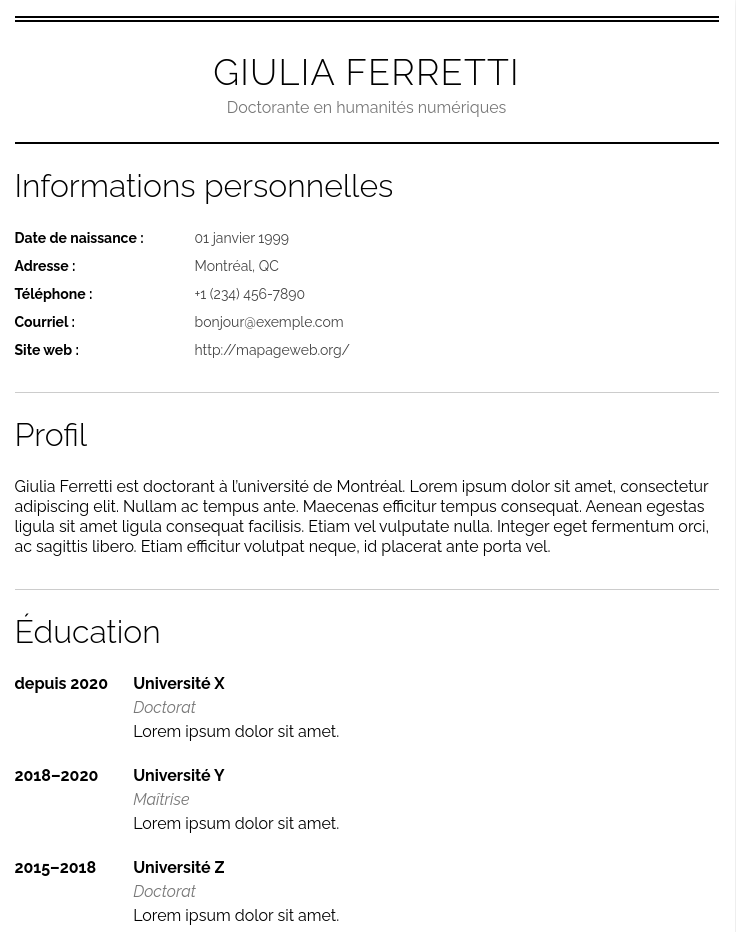 GIULIA FERRETTI
Doctorante en humanités numériques
Informations personnelles
Date de naissance : 01 janvier 1999
Adresse : Montréal, QC
Téléphone : +1 (234) 456-7890
Courriel : bonjour@exemple.com
Site web : http://mapageweb.org/
Profil
Giulia Ferretti est doctorant à l'université de Montréal. Lorem ipsum dolor sit amet, consectetur
adipiscing elit. Nullam ac tempus ante. Maecenas efficitur tempus consequat. Aenean egestas
ligula sit amet ligula consequat facilisis. Etiam vel vulputate nulla. Integer eget fermentum orci,
ac sagittis libero. Etiam efficitur volutpat neque, id placerat ante porta vel.
Éducation
depuis 2020 Université X
Doctorat
Lorem ipsum dolor sit amet.
2018–2020 Université Y
Maîtrise
Lorem ipsum dolor sit amet.
2015–2018 Université Z
Doctorat
Lorem ipsum dolor sit amet.